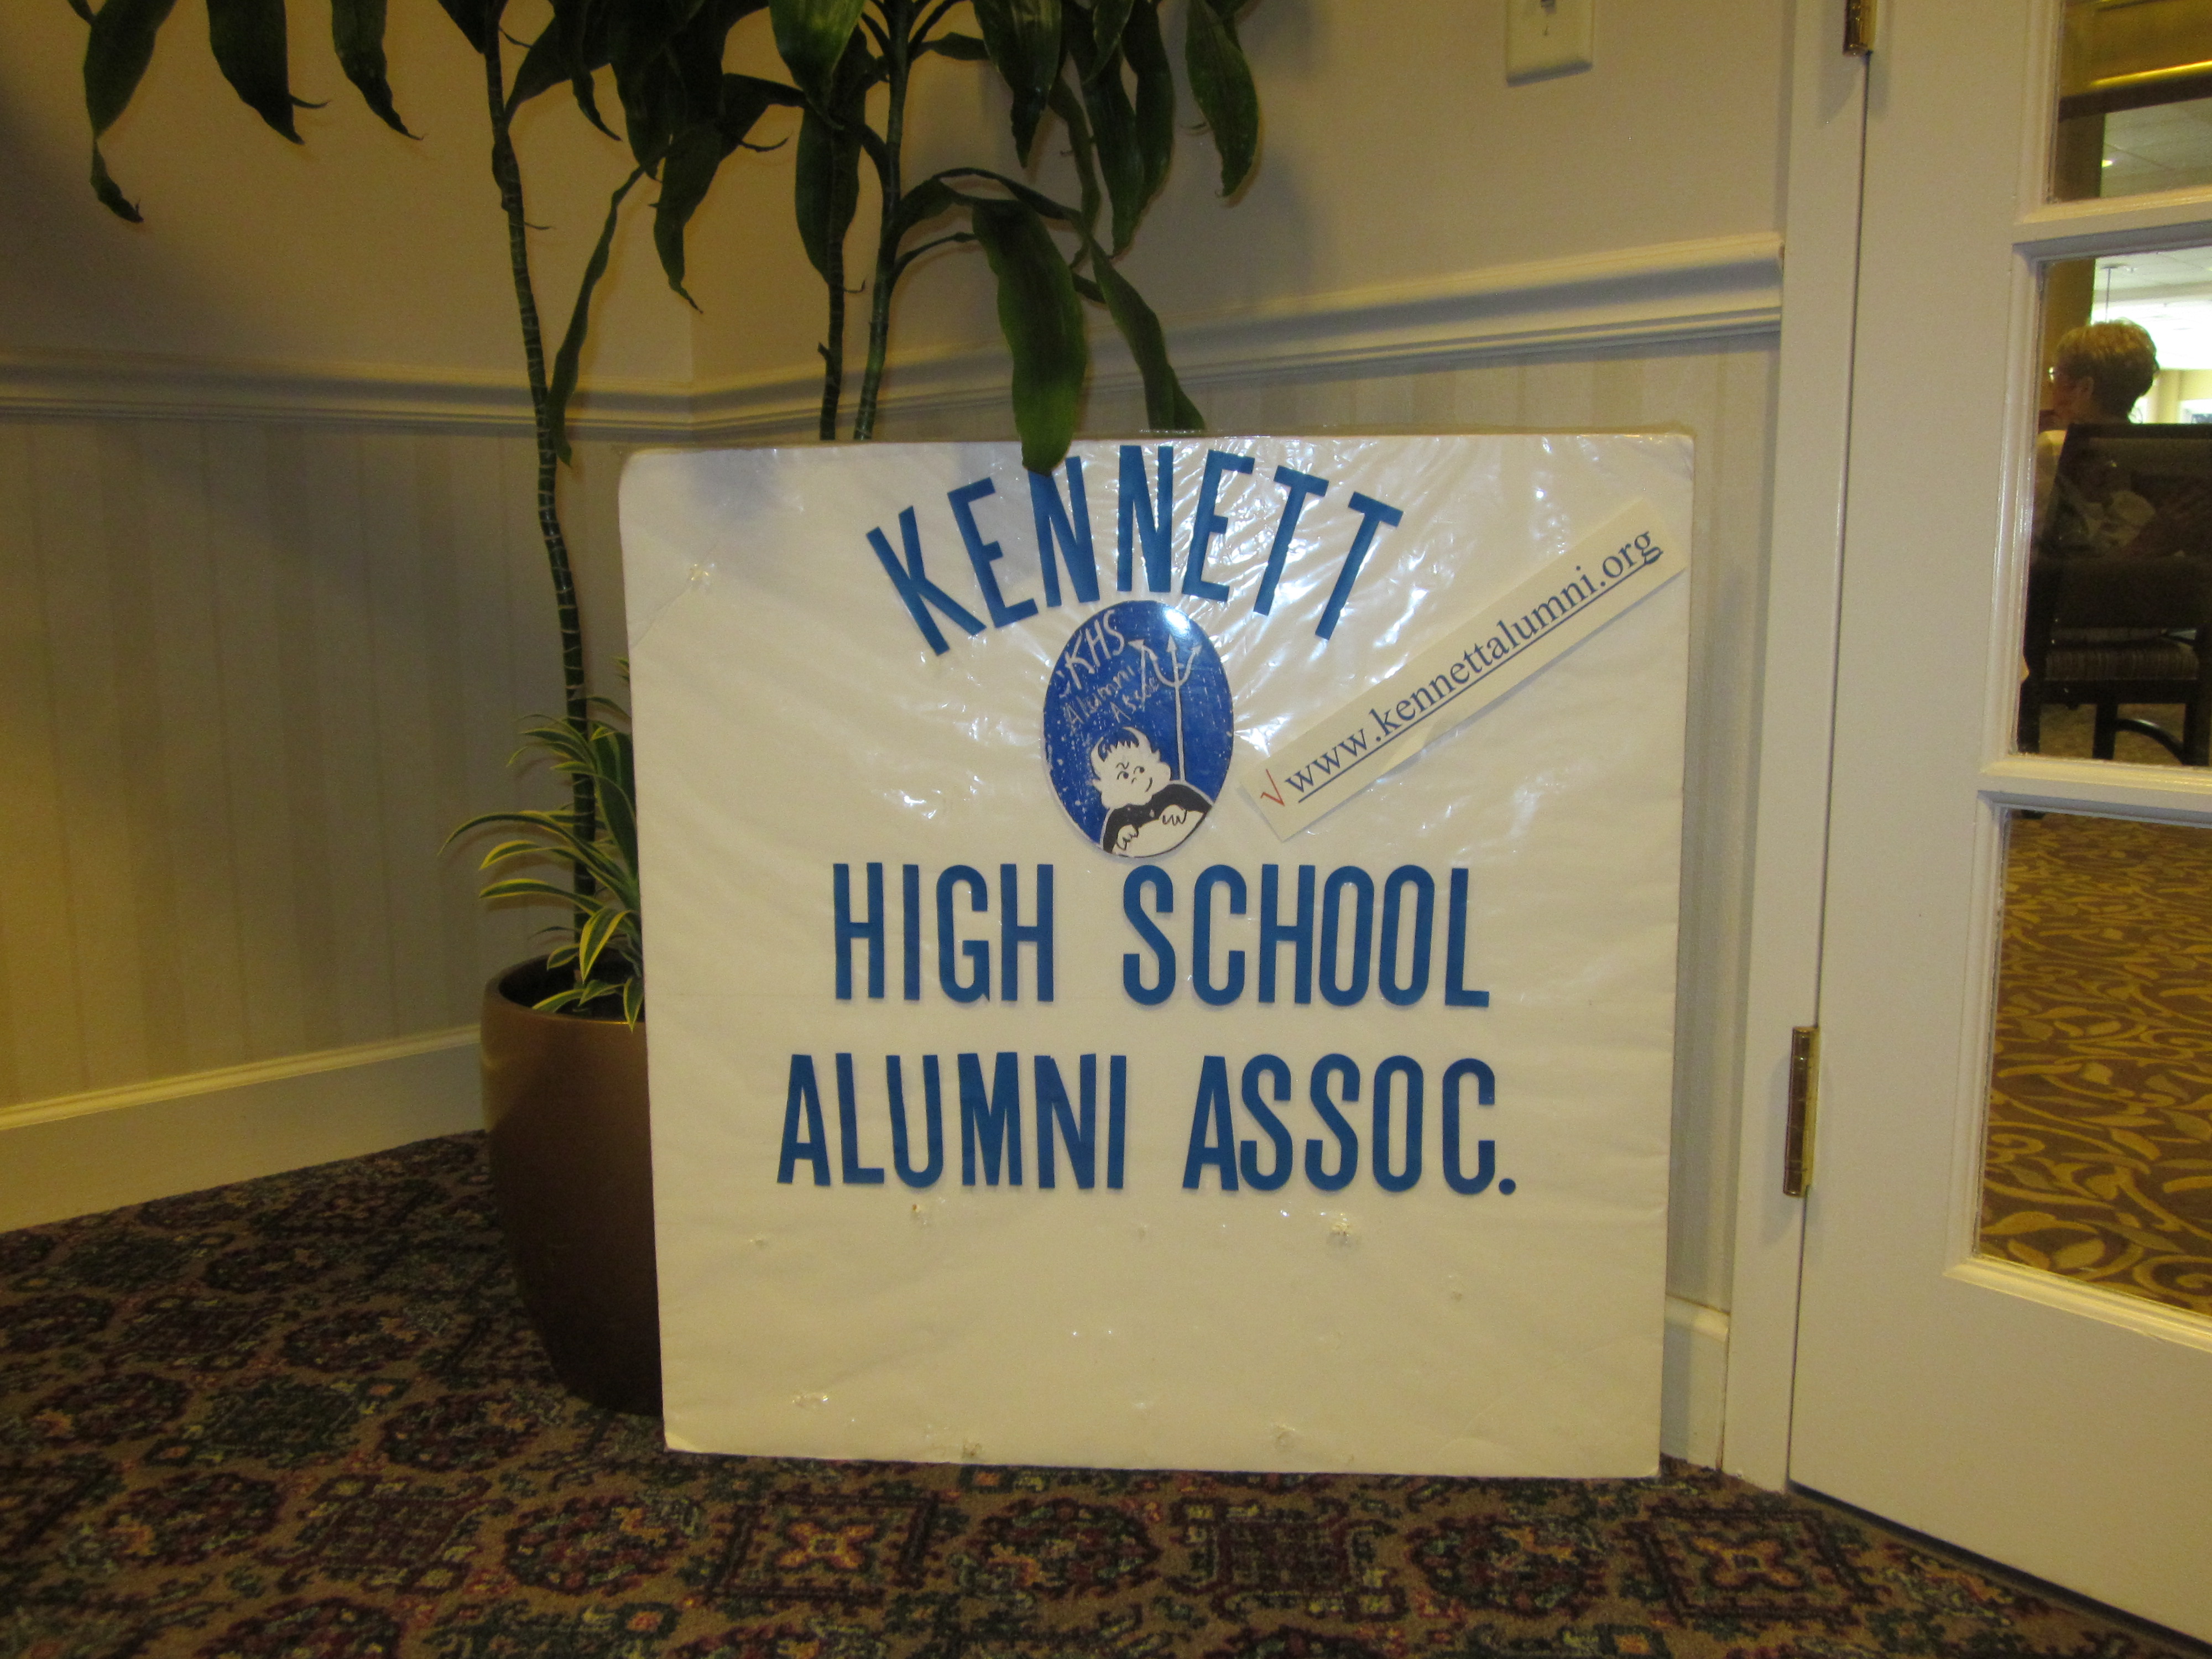 KENNETT
KHS
Alumni
Assoc
√www.kennettalumni.org
HIGH SCHOOL
ALUMNI ASSOC.